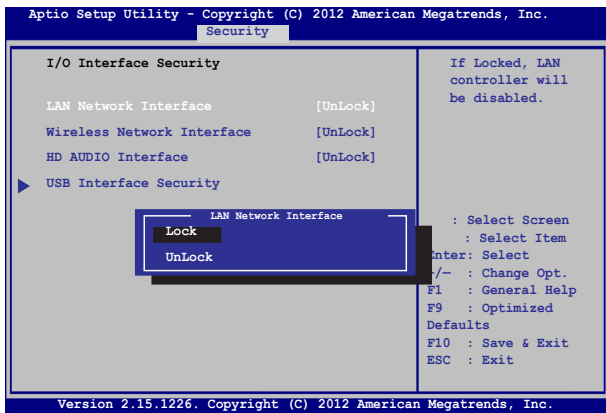 Aptio Setup Utility - Copyright (C) 2012 American Megatrends, Inc.
Security
I/O Interface Security
LAN Network Interface [UnLock]
Wireless Network Interface [UnLock]
HD AUDIO Interface [UnLock]
USB Interface Security
If Locked, LAN
controller will
be disabled.
LAN Network Interface
Lock
UnLock
: Select Screen
: Select Item
Enter: Select
+/— : Change Opt.
F1 : General Help
F9 : Optimized
Defaults
F10 : Save & Exit
ESC : Exit
Version 2.15.1226. Copyright (C) 2012 American Megatrends, Inc.